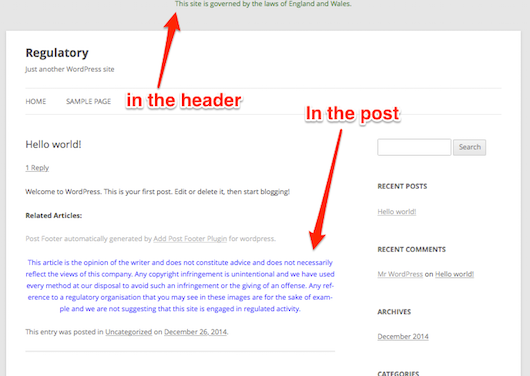 This site is governed by the laws of England and Wales.
Regulatory
Just another WordPress site
HOME SAMPLE PAGE
in the header
In the post
Hello world!
1 Reply
Welcome to WordPress. This is your first post. Edit or delete it, then start blogging!
Related Articles:
Post Footer automatically generated by Add Post Footer Plugin for wordpress.
This article is the opinion of the writer and does not constitute advice and does not necessarily
reflect the views of this company. Any copyright infringement is unintentional and we have used
every method at our disposal to avoid such an infringement or the giving of an offense. Any ref-
erence to a regulatory organisation that you may see in these images are for the sake of exam-
ple and we are not suggesting that this site is engaged in regulated activity.
This entry was posted in Uncategorized on December 26, 2014.
Search
RECENT POSTS
Hello world!
RECENT COMMENTS
Mr WordPress on Hello world!
ARCHIVES
December 2014
CATEGORIES